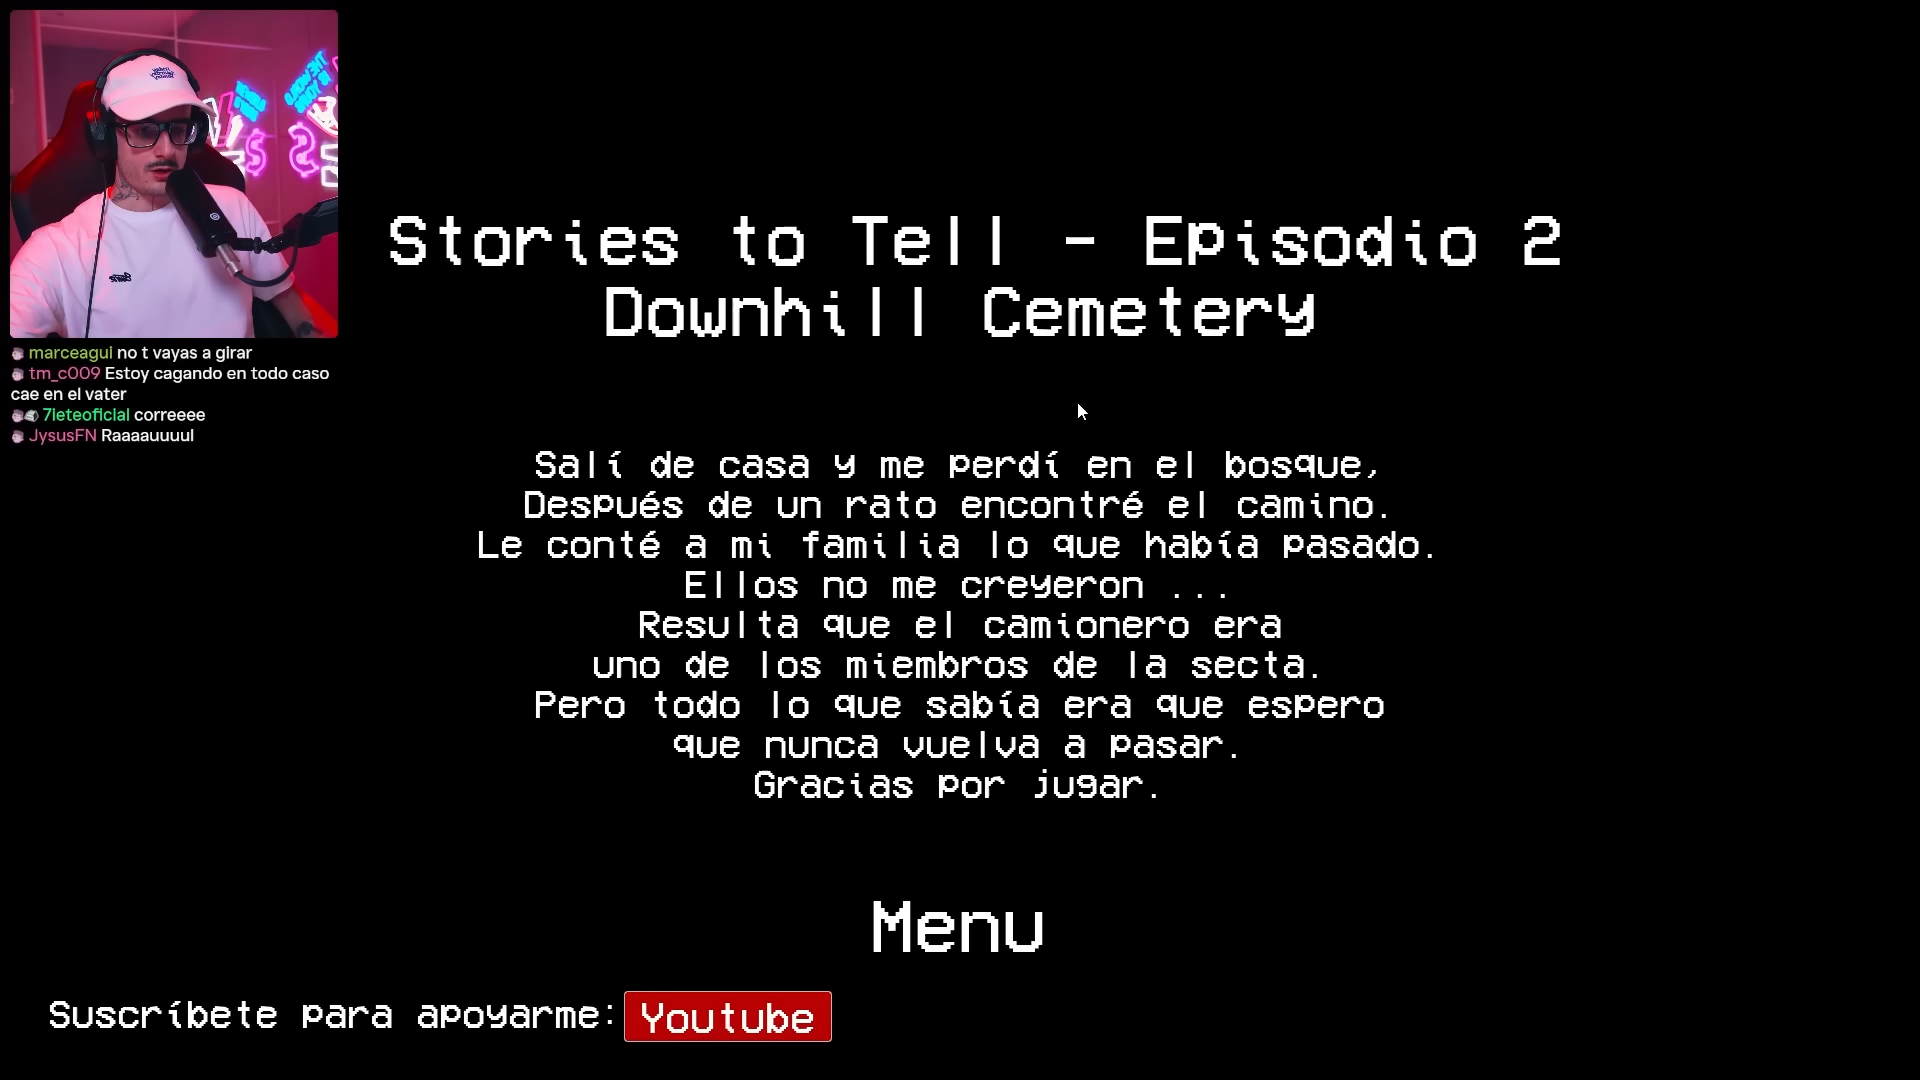 marceagui no t vayas a girar
tm_c009 Estoy cagando en todo caso
cae en el vater
7leteoficial correeee
JysusFN Raaaauuuul
Stories to Tell - Episodio 2
Downhill Cemetery
Salí de casa y me perdí en el bosque,
Después de un rato encontré el camino.
Le conté a mi familia lo que había pasado.
Ellos no me creyeron ...
Resulta que el camionero era
uno de los miembros de la secta.
Pero todo lo que sabía era que espero
que nunca vuelva a pasar.
Gracias por jugar.
Menu
Suscríbete para apoyarme: Youtube